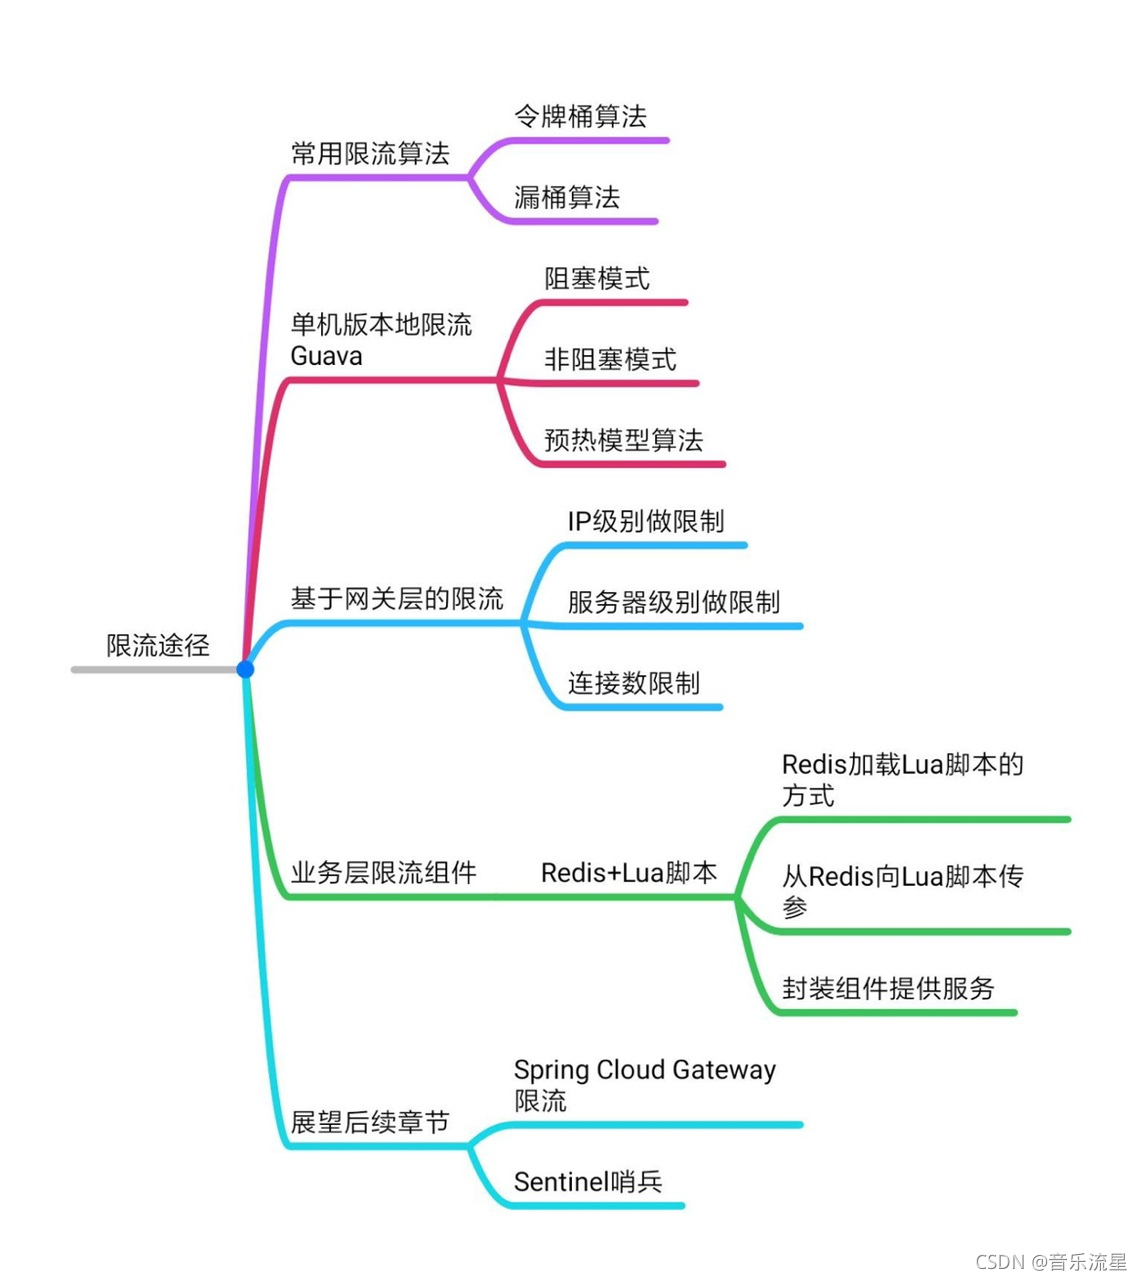 令牌桶算法
常用限流算法
漏桶算法
阻塞模式
单机版本地限流
Guava
非阻塞模式
预热模型算法
IP级别做限制
基于网关层的限流
服务器级别做限制
限流途径
连接数限制
Redis加载Lua脚本的
方式
业务层限流组件
Redis+Lua脚本
从Redis向Lua脚本传
参
封装组件提供服务
Spring Cloud Gateway
限流
展望后续章节
Sentinel哨兵
CSDN @音乐流星